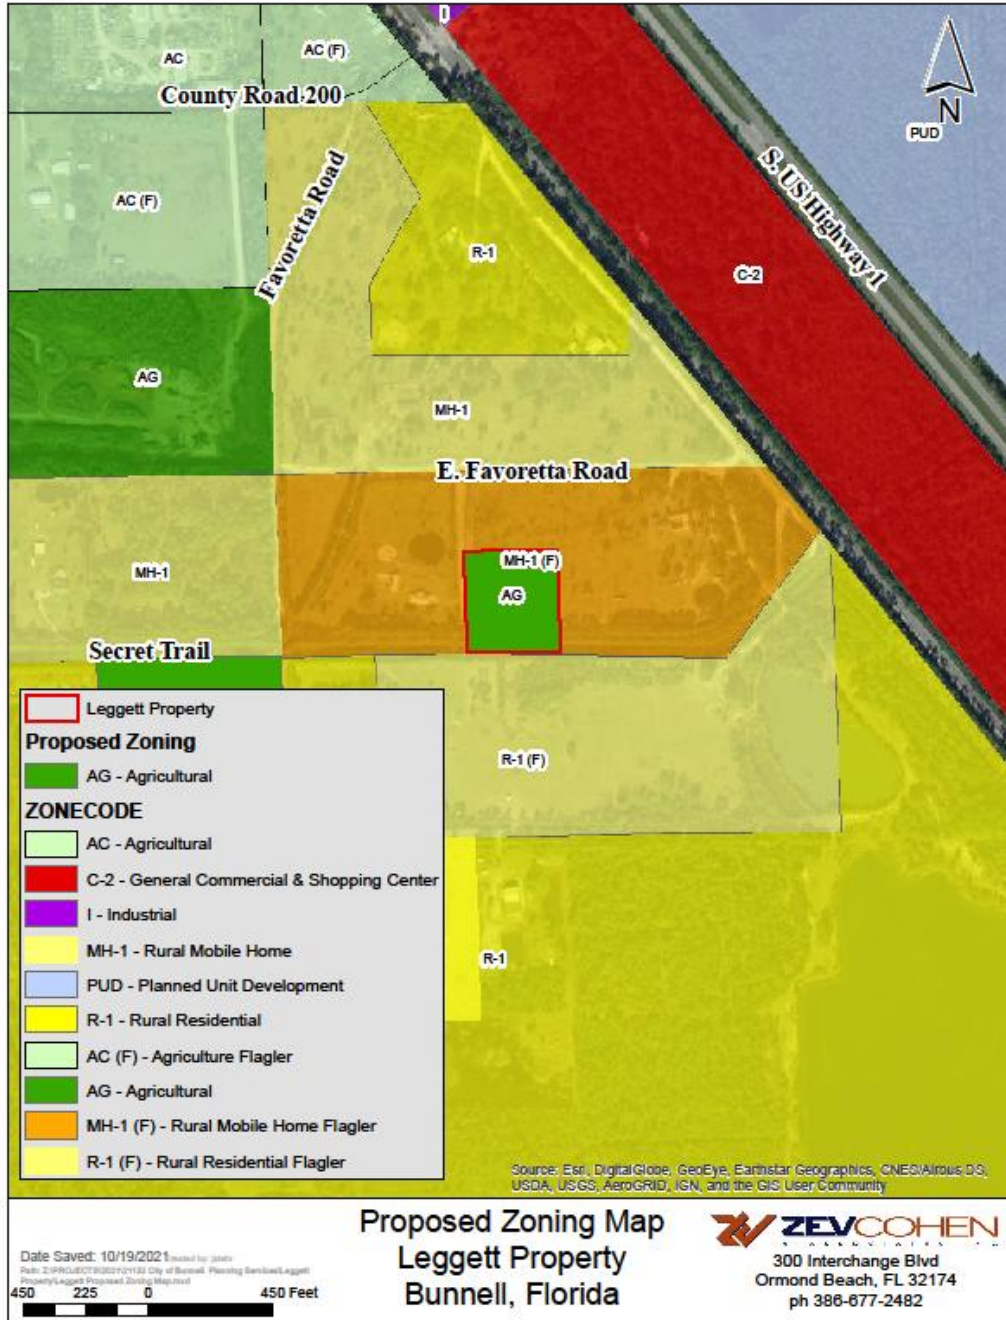 I
AC
AC (F)
County Road 200
N
PUD
AC (F)
Favoretta Road
R-1
S. US Highway 1
C-2
AG
MH-1
E. Favoretta Road
MH-1
MH-1 (F)
AG
Secret Trail
R-1 (F)
R-1
Leggett Property
Proposed Zoning
AG - Agricultural
ZONECODE
AC - Agricultural
C-2 - General Commercial & Shopping Center
I - Industrial
MH-1 - Rural Mobile Home
PUD - Planned Unit Development
R-1 - Rural Residential
AC (F) - Agriculture Flagler
AG - Agricultural
MH-1 (F) - Rural Mobile Home Flagler
R-1 (F) - Rural Residential Flagler
Source: Esri, DigitalGlobe, GeoEye, Earthstar Geographics, CNES/Airbus DS,
USDA, USGS, AeroGRID, IGN, and the GIS User Community
Proposed Zoning Map
Leggett Property
Bunnell, Florida
ZEVCOHEN
300 Interchange Blvd
Ormond Beach, FL 32174
ph 386-677-2482
Date Saved: 10/19/2021
Property\Leggett Proposed Zoning Map.mxd
450 225 0 450 Feet